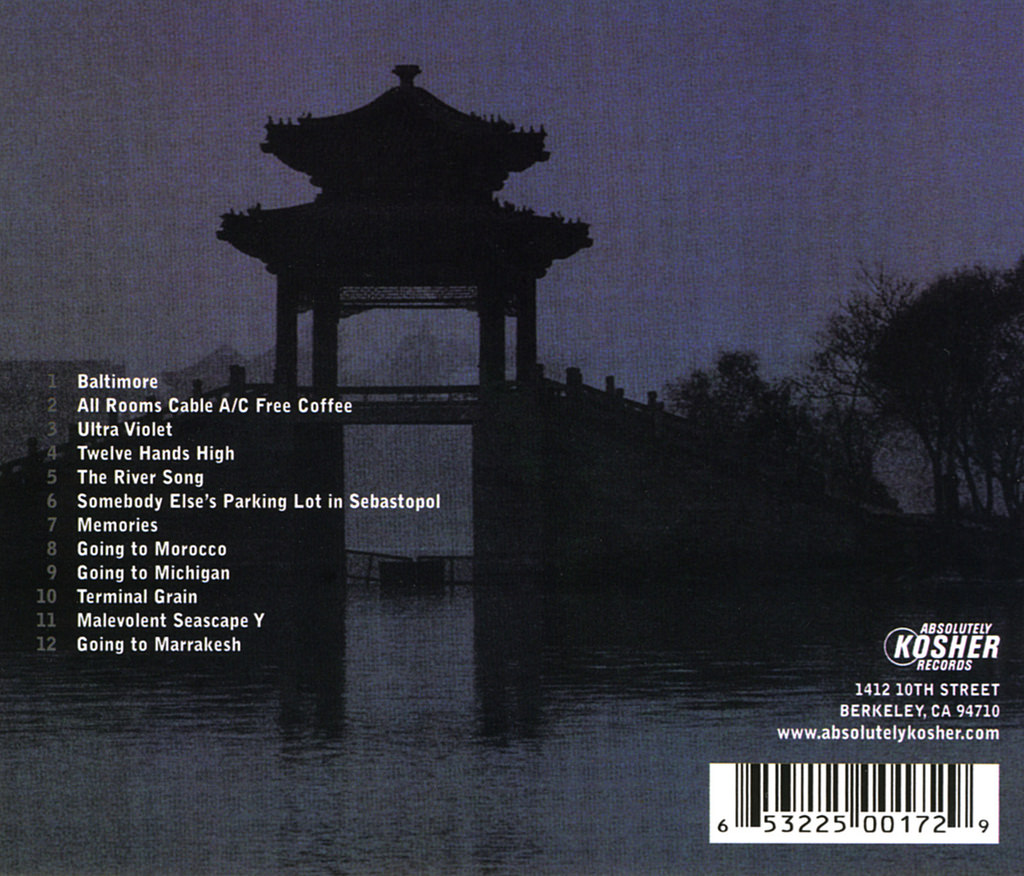 1 Baltimore
2 All Rooms Cable A/C Free Coffee
3 Ultra Violet
4 Twelve Hands High
5 The River Song
6 Somebody Else's Parking Lot in Sebastopol
7 Memories
8 Going to Morocco
9 Going to Michigan
10 Terminal Grain
11 Malevolent Seascape Y
12 Going to Marrakesh
ABSOLUTELY
KOSHER
RECORDS
1412 10TH STREET
BERKELEY, CA 94710
www.absolutelykosher.com
6 53225 00172 9